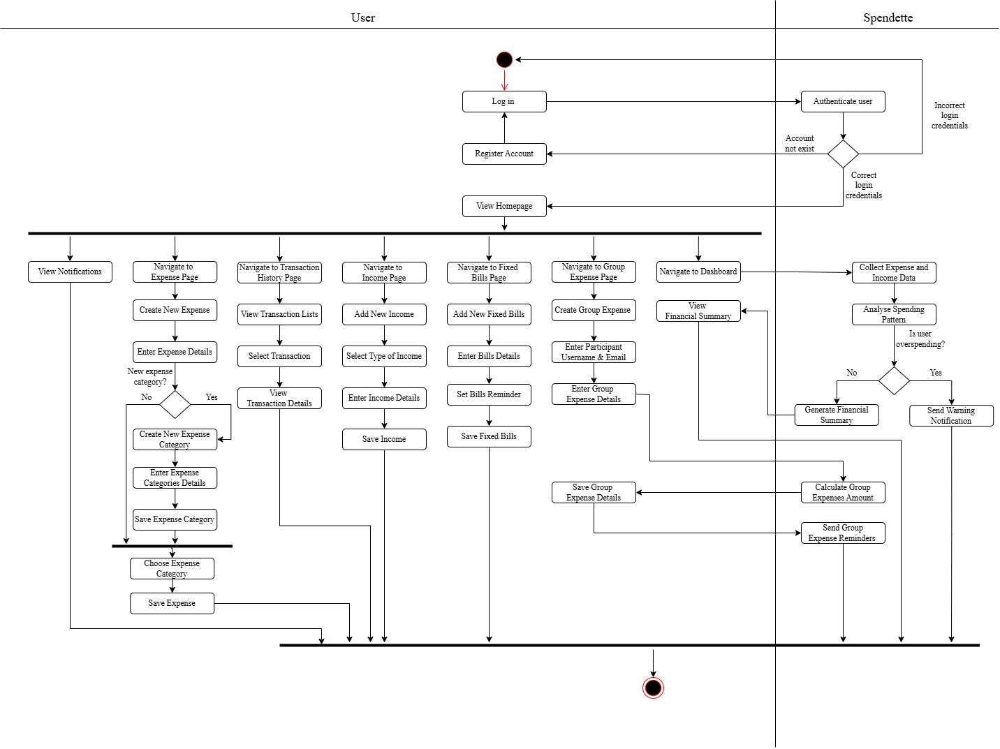 User
Spendette
Log in
Authenticate user
Incorrect
login
credentials
Account
not exist
Register Account
Correct
login
credentials
View Homepage
View Notifications
Navigate to
Expense Page
Navigate to Transaction
History Page
Navigate to
Income Page
Navigate to Fixed
Bills Page
Navigate to Group
Expense Page
Navigate to Dashboard
Collect Expense and
Income Data
Create New Expense
View Transaction Lists
Add New Income
Add New Fixed Bills
Create Group Expense
View
Financial Summary
Analyse Spending
Pattern
Is user
overspending?
Enter Expense Details
Select Transaction
Select Type of Income
Enter Bills Details
Enter Participant
Username & Email
New expense
category?
No
Yes
No
Yes
View
Transaction Details
Enter Income Details
Set Bills Reminder
Enter Group
Expense Details
Generate Financial
Summary
Send Warning
Notification
Create New Expense
Category
Save Income
Save Fixed Bills
Enter Expense
Categories Details
Save Group
Expense Details
Calculate Group
Expenses Amount
Save Expense Category
Send Group
Expense Reminders
Choose Expense
Category
Save Expense